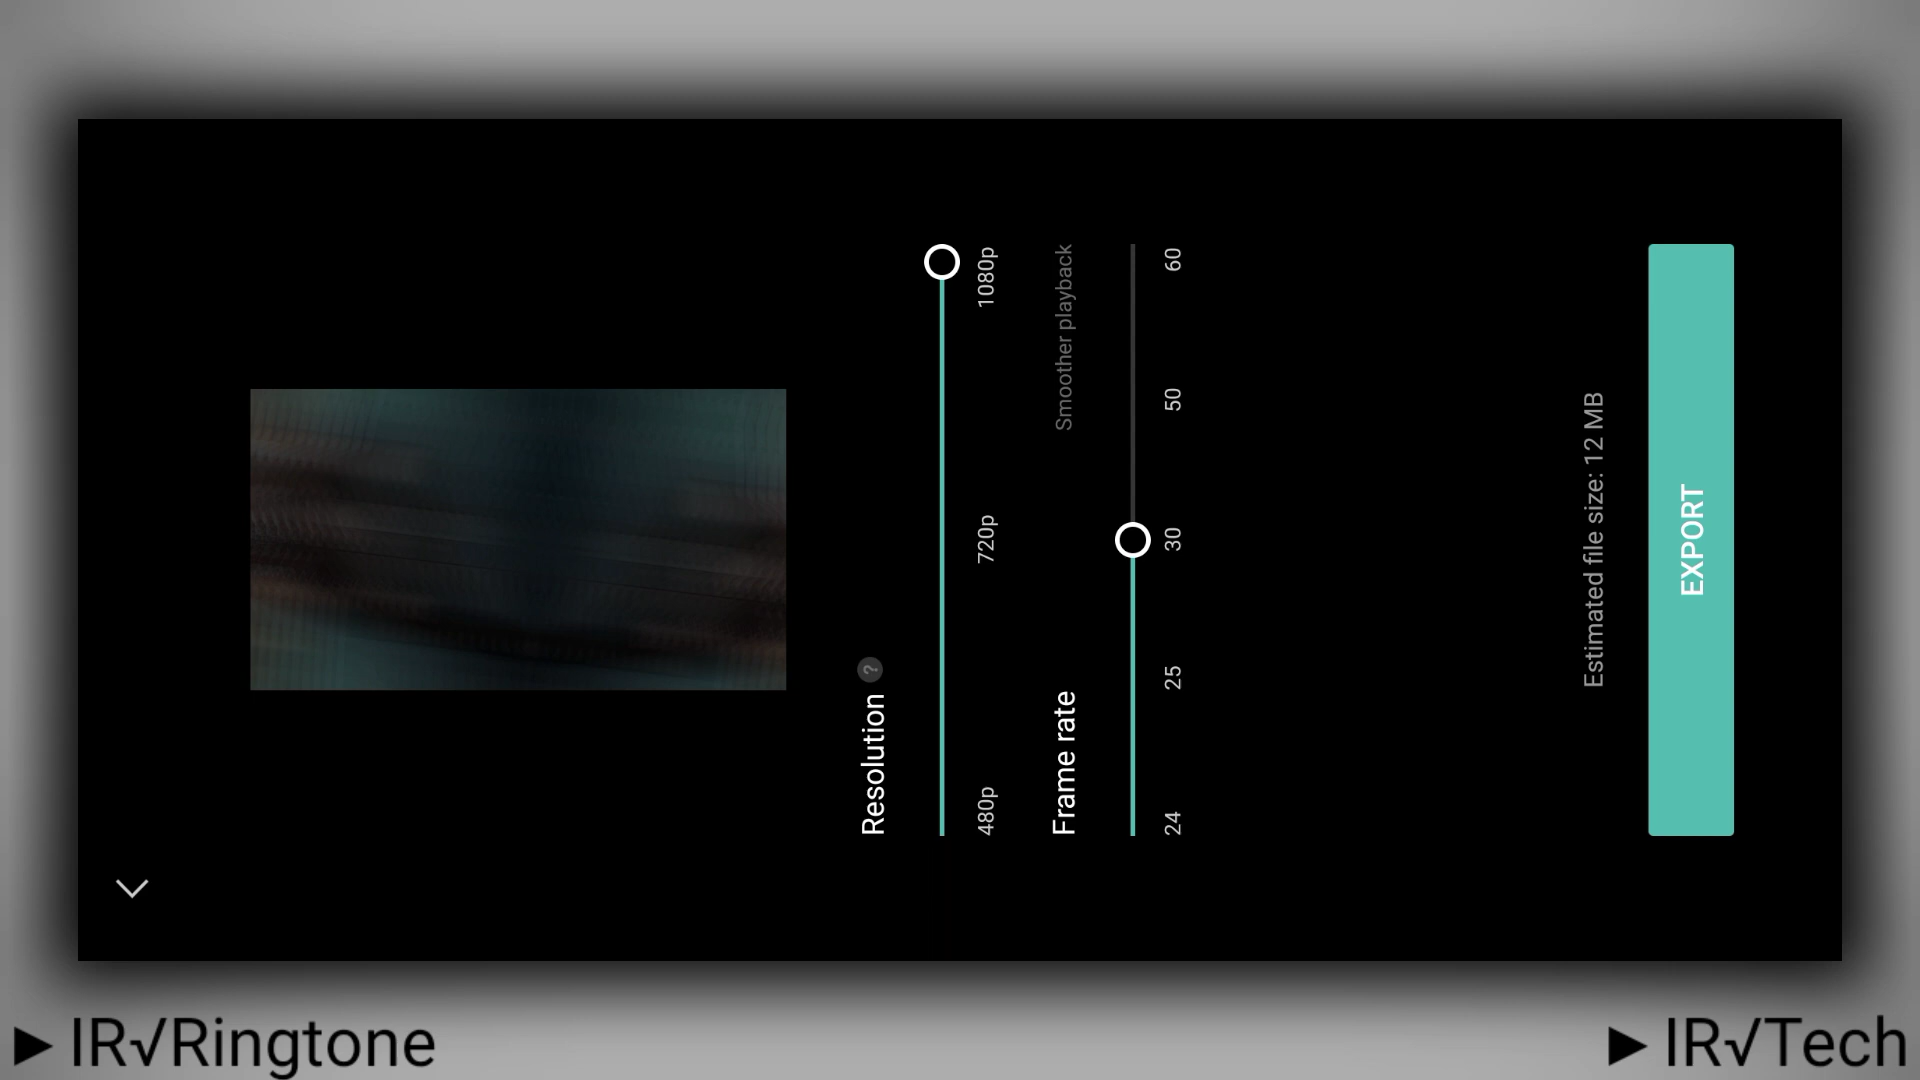 Resolution ?
480p 720p 1080p
Frame rate Smoother playback
24 25 30 50 60
Estimated file size: 12 MB
EXPORT
▶ IR√Ringtone
▶ IR√Tech